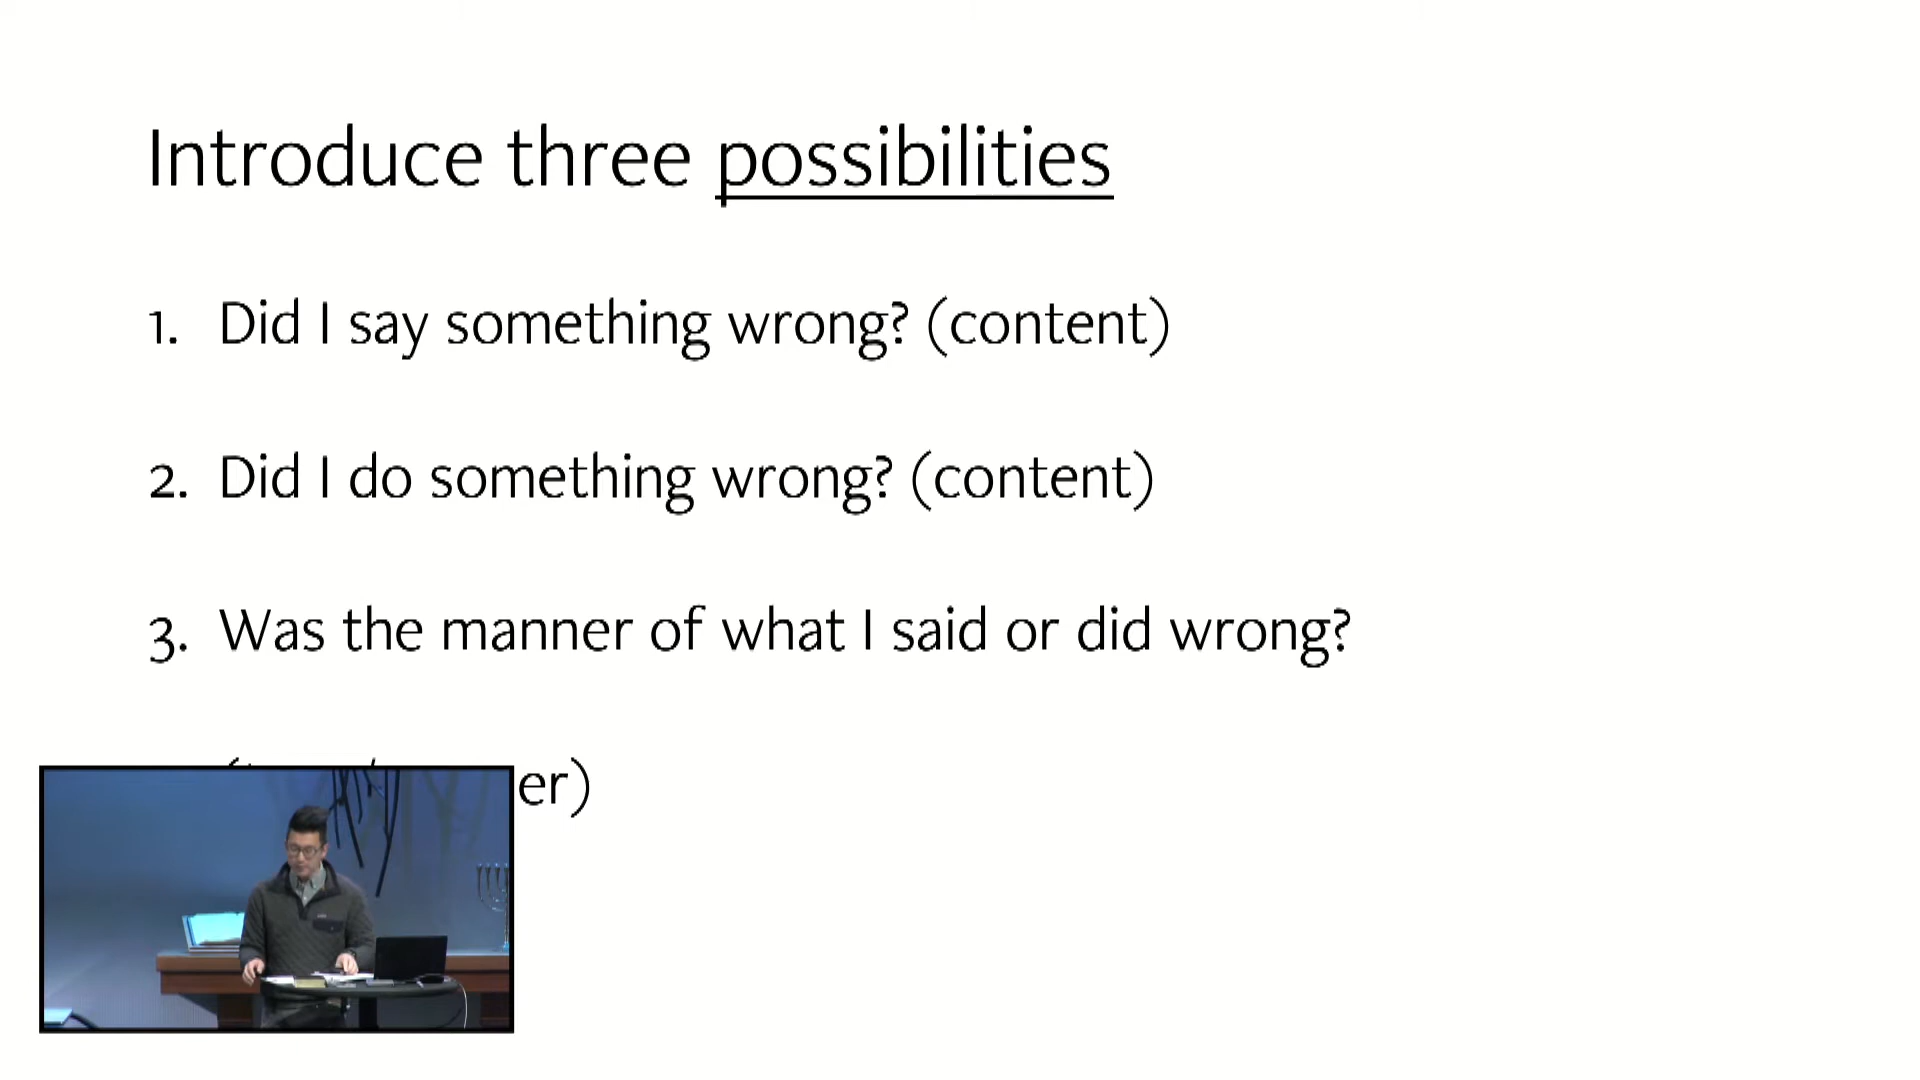 Introduce three possibilities
1. Did I say something wrong? (content)
2. Did I do something wrong? (content)
3. Was the manner of what I said or did wrong?
er)